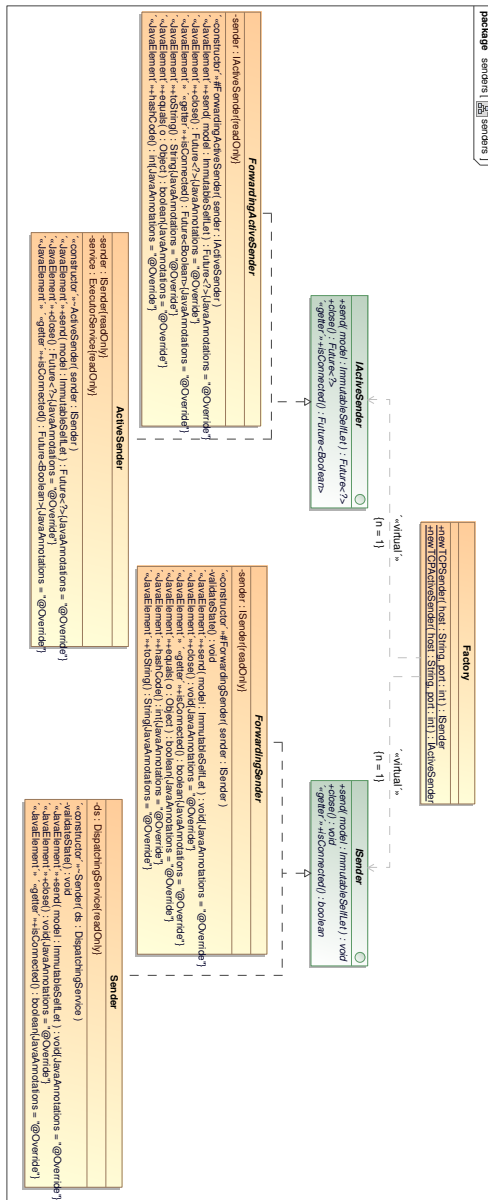 package senders [ senders ]
Factory
+newTCPSender( host : String, port : int ) : ISender
+newTCPActiveSender( host : String, port : int ) : IActiveSender
´«virtual´»
{n = 1}
´«virtual´»
{n = 1}
IActiveSender
+send( model : ImmutableSelfLet ) : Future<?>
+close() : Future<?>
´«getter´»+isConnected() : Future<Boolean>
ISender
+send( model : ImmutableSelfLet ) : void
+close() : void
´«getter´»+isConnected() : boolean
ForwardingActiveSender
-sender : IActiveSender{readOnly}
´«constructor´»#ForwardingActiveSender( sender : IActiveSender )
´«JavaElement´»+send( model : ImmutableSelfLet ) : Future<?>{JavaAnnotations = "@Override"}
´«JavaElement´»+close() : Future<?>{JavaAnnotations = "@Override"}
´«JavaElement´» ´«getter´»+isConnected() : Future<Boolean>{JavaAnnotations = "@Override"}
´«JavaElement´»+toString() : String{JavaAnnotations = "@Override"}
´«JavaElement´»+equals( o : Object ) : boolean{JavaAnnotations = "@Override"}
´«JavaElement´»+hashCode() : int{JavaAnnotations = "@Override"}
ForwardingSender
-sender : ISender{readOnly}
-validateState() : void
´«constructor´»#ForwardingSender( sender : ISender )
´«JavaElement´»+send( model : ImmutableSelfLet ) : void{JavaAnnotations = "@Override"}
´«JavaElement´»+close() : void{JavaAnnotations = "@Override"}
´«JavaElement´» ´«getter´»+isConnected() : boolean{JavaAnnotations = "@Override"}
´«JavaElement´»+equals( o : Object ) : boolean{JavaAnnotations = "@Override"}
´«JavaElement´»+hashCode() : int{JavaAnnotations = "@Override"}
´«JavaElement´»+toString() : String{JavaAnnotations = "@Override"}
ActiveSender
-sender : ISender{readOnly}
-service : ExecutorService{readOnly}
´«constructor´»~ActiveSender( sender : ISender )
´«JavaElement´»+send( model : ImmutableSelfLet ) : Future<?>{JavaAnnotations = "@Override"}
´«JavaElement´»+close() : Future<?>{JavaAnnotations = "@Override"}
´«JavaElement´» ´«getter´»+isConnected() : Future<Boolean>{JavaAnnotations = "@Override"}
Sender
-ds : DispatchingService{readOnly}
´«constructor´»~Sender( ds : DispatchingService )
-validateState() : void
´«JavaElement´»+send( model : ImmutableSelfLet ) : void{JavaAnnotations = "@Override"}
´«JavaElement´»+close() : void{JavaAnnotations = "@Override"}
´«JavaElement´» ´«getter´»+isConnected() : boolean{JavaAnnotations = "@Override"}